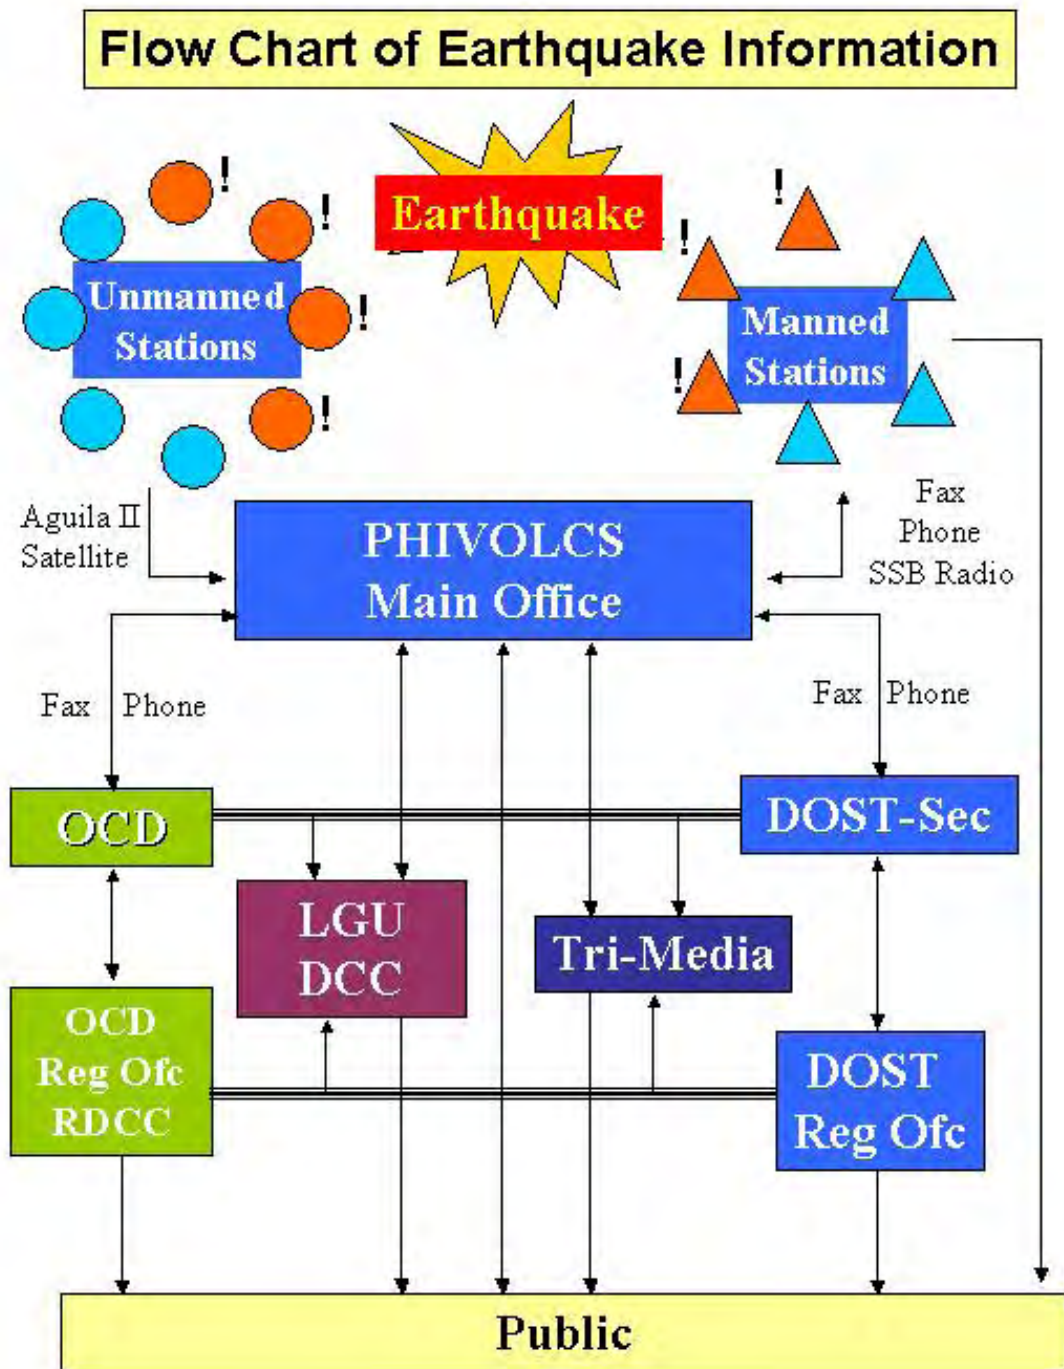 Flow Chart of Earthquake Information
!
!
!
!
Earthquake
!
!
!
Unmanned
Stations
Manned
Stations
Aguila II
Satellite
PHIVOLCS
Main Office
Fax
Phone
SSB Radio
Fax Phone
Fax Phone
OCD
DOST-Sec
LGU
DCC
Tri-Media
OCD
Reg Ofc
RDCC
DOST
Reg Ofc
Public